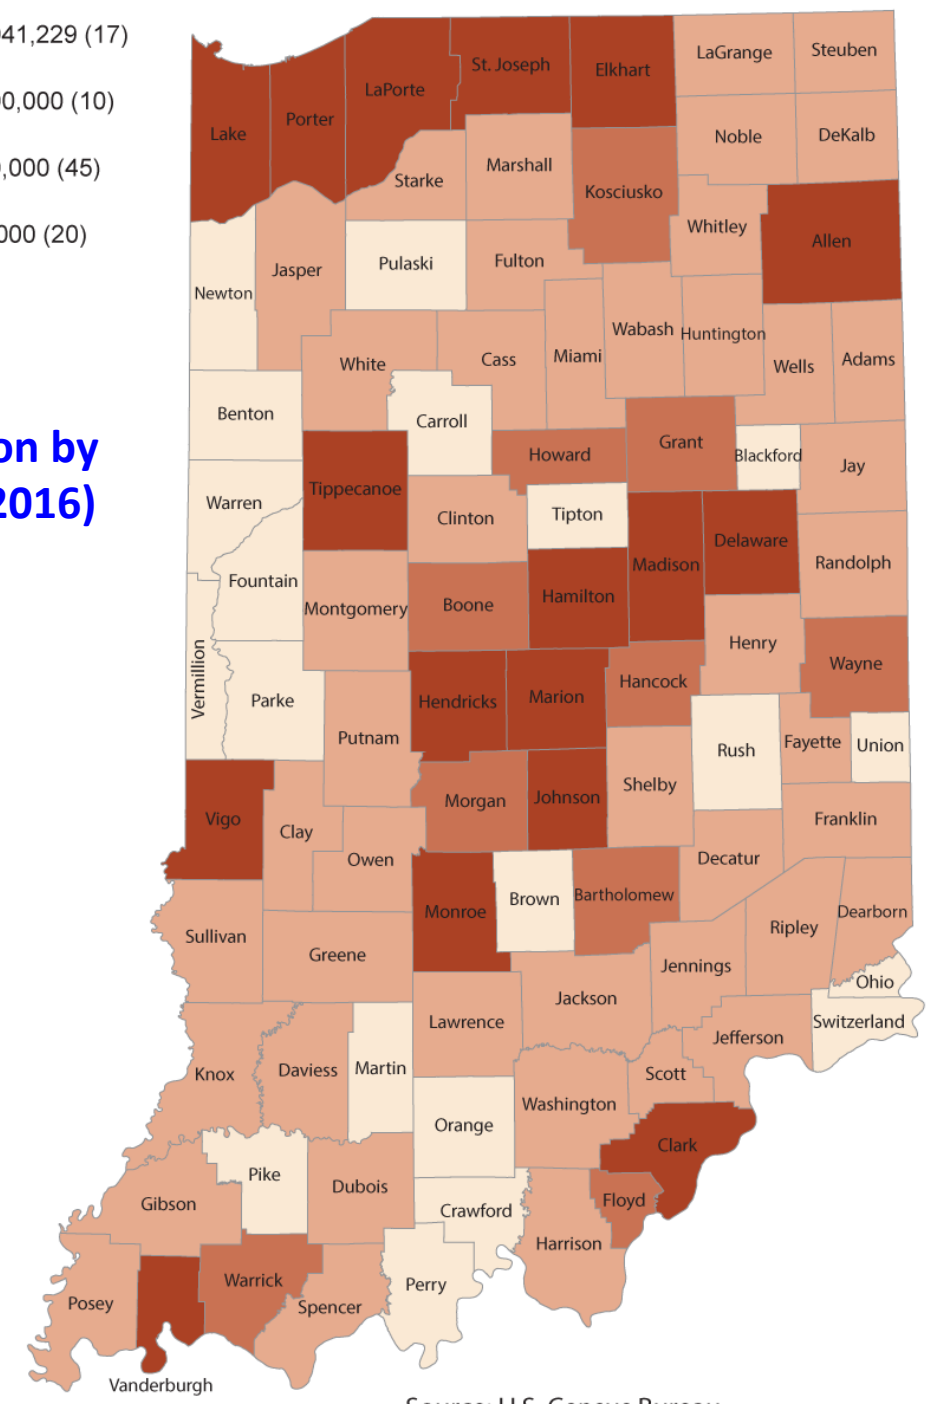 41,229 (17)
0,000 (10)
,000 (45)
000 (20)
on by
2016)
LaGrange
Steuben
St. Joseph
Elkhart
LaPorte
Porter
Lake
Noble
DeKalb
Marshall
Starke
Kosciusko
Whitley
Allen
Pulaski
Fulton
Jasper
Newton
Wabash
Huntington
Miami
Cass
White
Wells
Adams
Benton
Carroll
Howard
Grant
Blackford
Jay
Tippecanoe
Warren
Clinton
Tipton
Madison
Delaware
Randolph
Fountain
Montgomery
Boone
Hamilton
Henry
Wayne
Vermillion
Parke
Hendricks
Marion
Hancock
Putnam
Rush
Fayette
Union
Shelby
Morgan
Johnson
Vigo
Clay
Franklin
Owen
Decatur
Monroe
Brown
Bartholomew
Dearborn
Ripley
Sullivan
Greene
Jennings
Ohio
Jackson
Lawrence
Switzerland
Jefferson
Knox
Daviess
Martin
Scott
Washington
Orange
Clark
Pike
Dubois
Gibson
Crawford
Floyd
Harrison
Warrick
Perry
Posey
Spencer
Vanderburgh
Source: U.S. Census Bureau